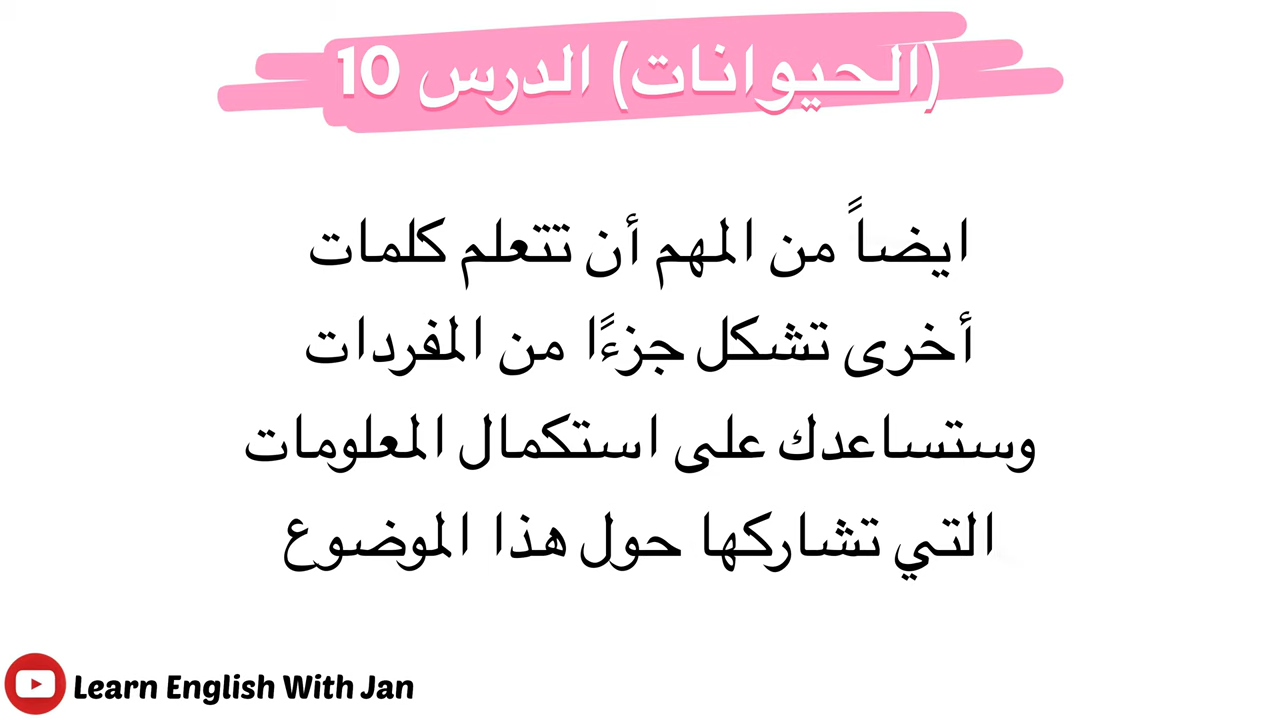 (الحيوانات) الدرس 10
ايضاً من المهم أن تتعلم كلمات
أخرى تشكل جزءًا من المفردات
وستساعدك على استكمال المعلومات
التي تشاركها حول هذا الموضوع
Learn English With Jan